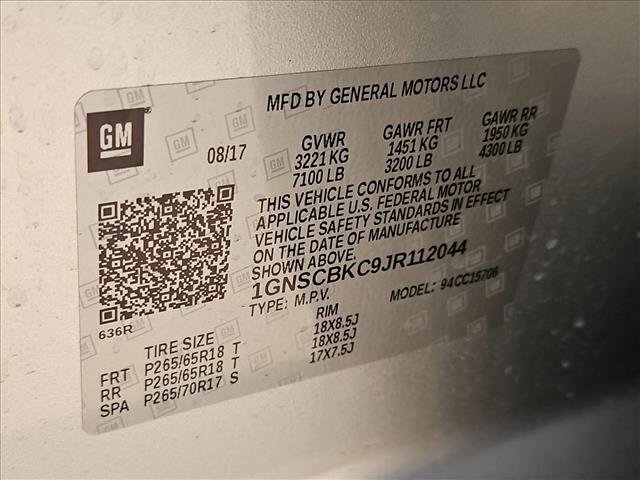 MFD BY GENERAL MOTORS LLC
GM
08/17
GVWR GAWR FRT GAWR RR
3221 KG 1451 KG 1950 KG
7100 LB 3200 LB 4300 LB
THIS VEHICLE CONFORMS TO ALL
APPLICABLE U.S. FEDERAL MOTOR
VEHICLE SAFETY STANDARDS IN EFFECT
ON THE DATE OF MANUFACTURE
SHOWN ABOVE.
1GNSCBKC9JR112044
TYPE: M.P.V. MODEL: 94CC15706
636R
TIRE SIZE RIM
FRT P265/65R18 T 18X8.5J
RR P265/65R18 T 18X8.5J
SPA P265/70R17 S 17X7.5J